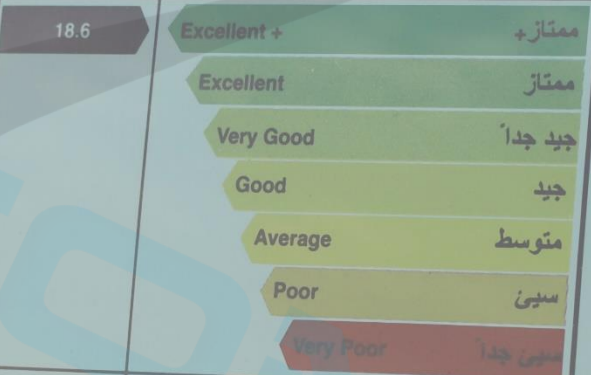 18.6 Excellent + ممتاز+
Excellent ممتاز
Very Good جيد جداً
Good جيد
Average متوسط
Poor سيئ
Very Poor سيئ جداً